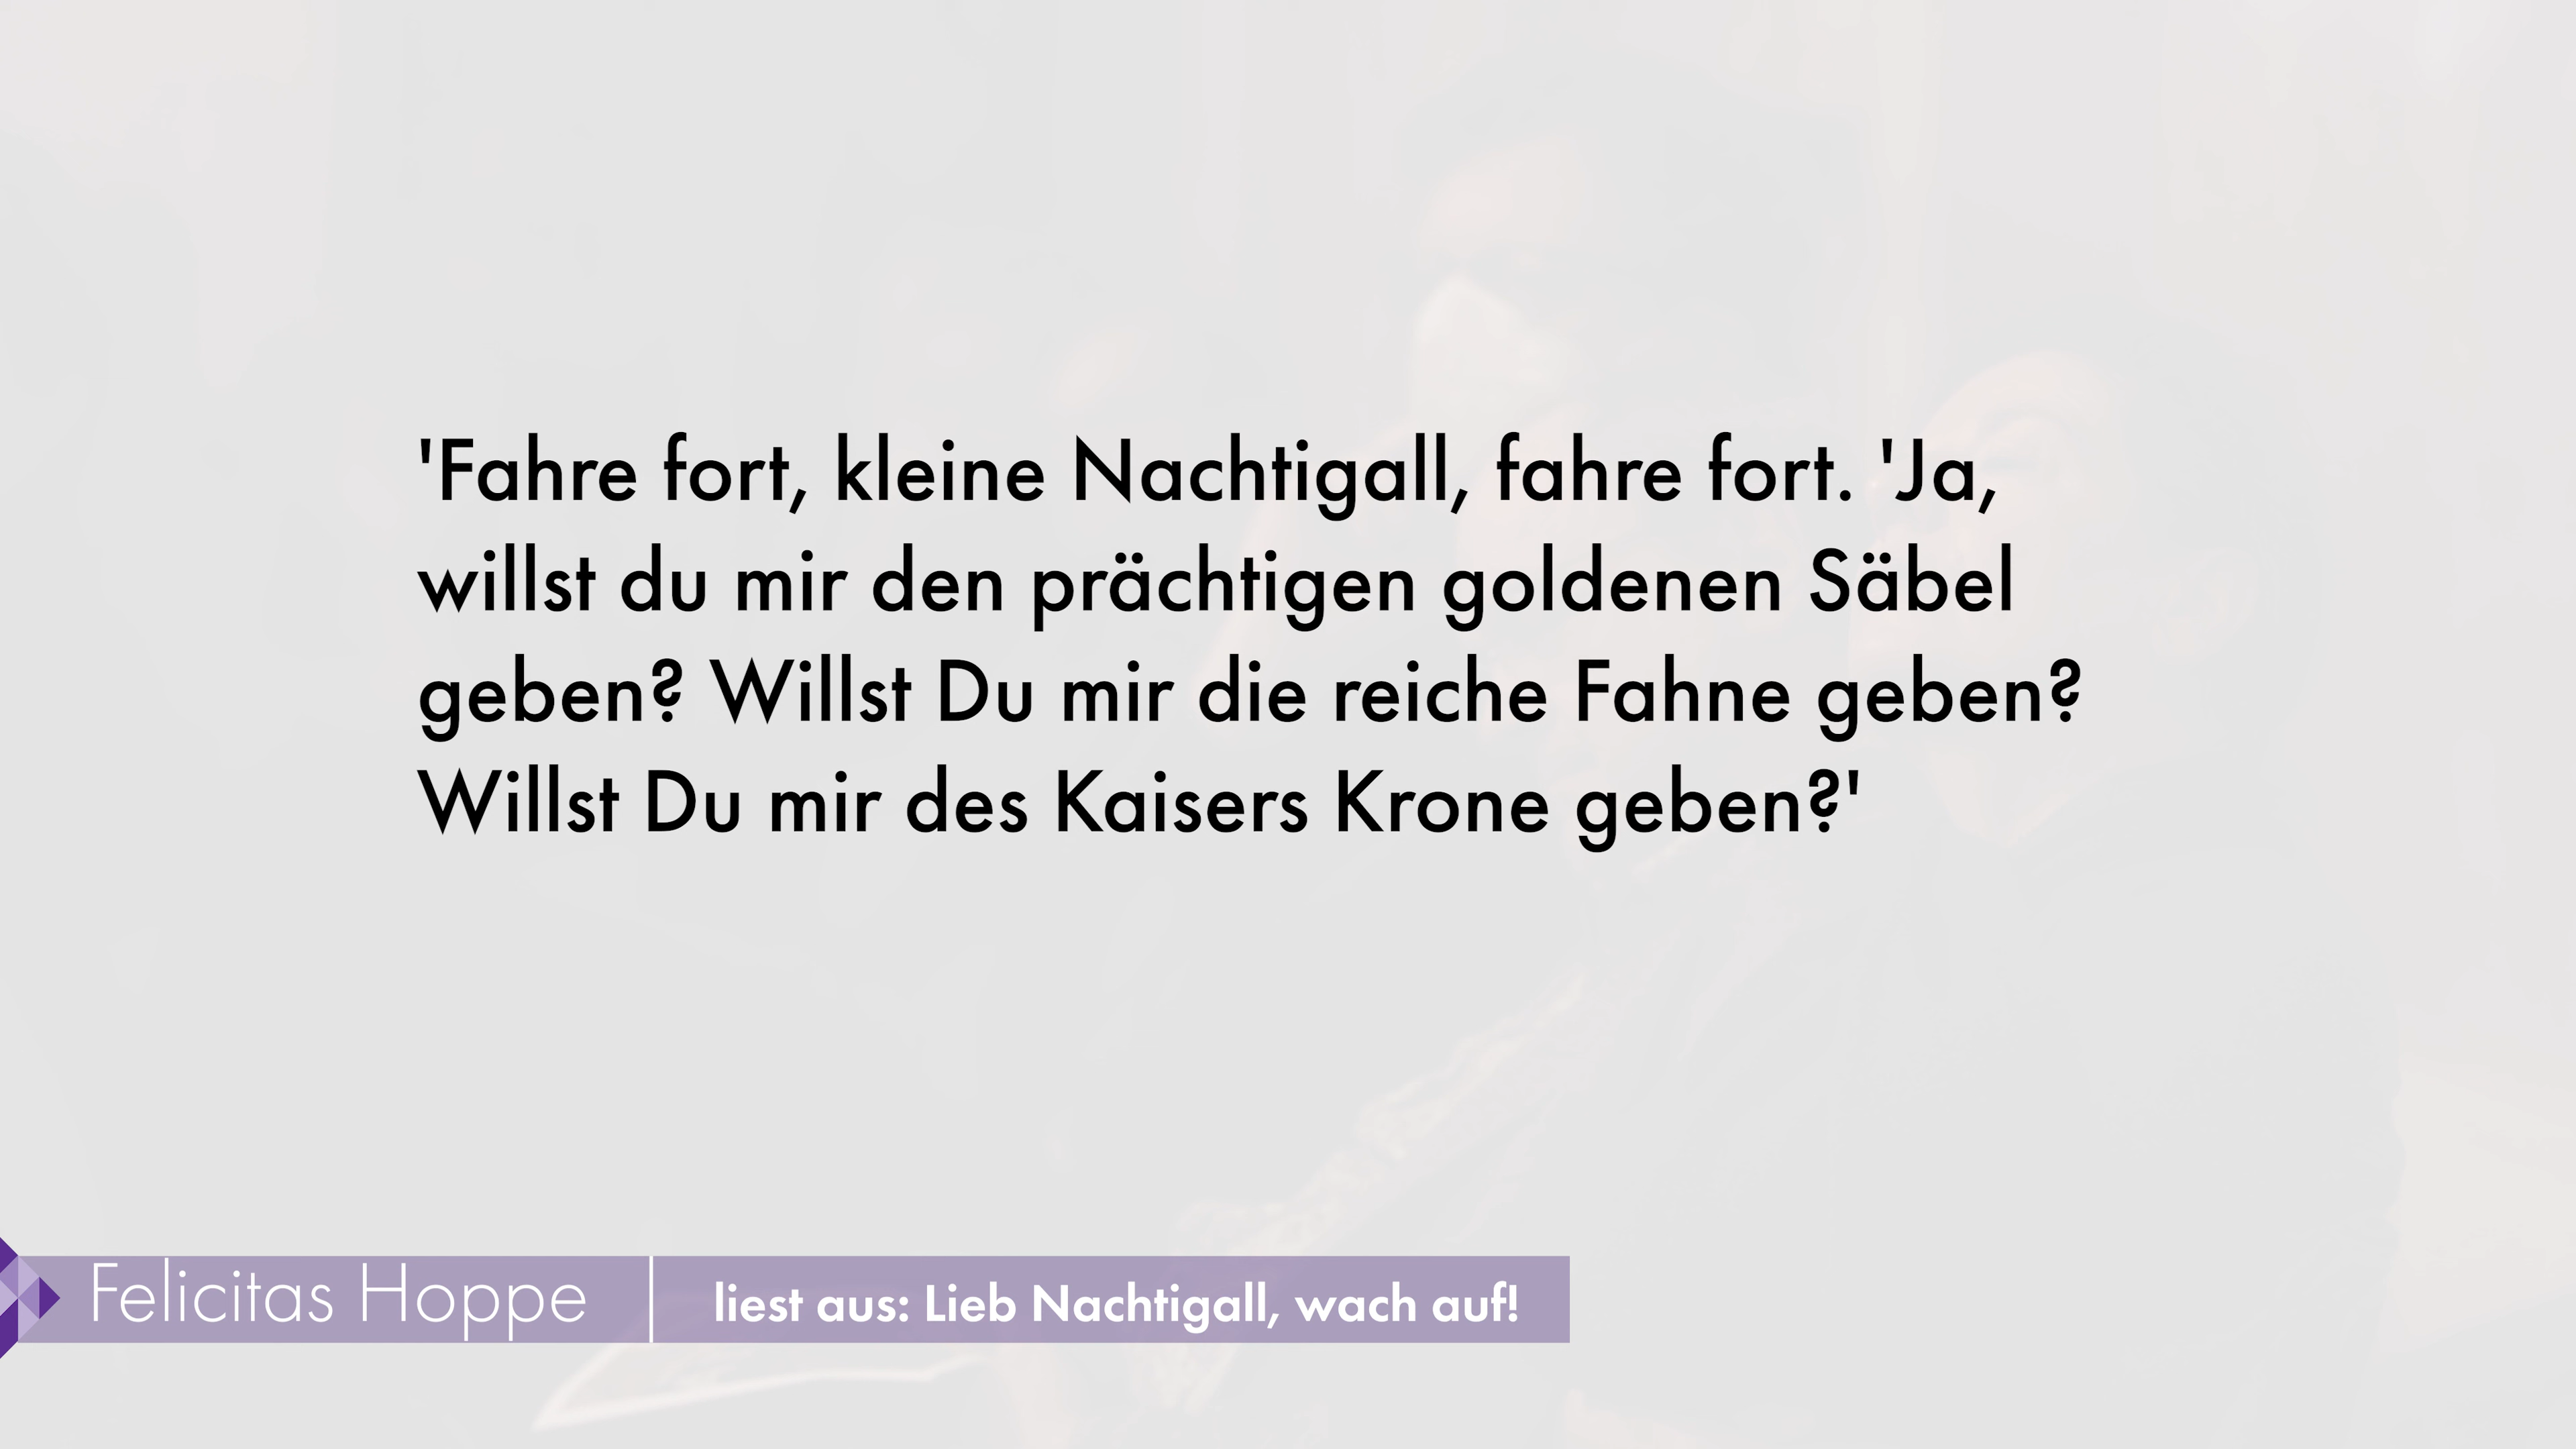 'Fahre fort, kleine Nachtigall, fahre fort. 'Ja,
willst du mir den prächtigen goldenen Säbel
geben? Willst Du mir die reiche Fahne geben?
Willst Du mir des Kaisers Krone geben?'
Felicitas Hoppe
liest aus: Lieb Nachtigall, wach auf!